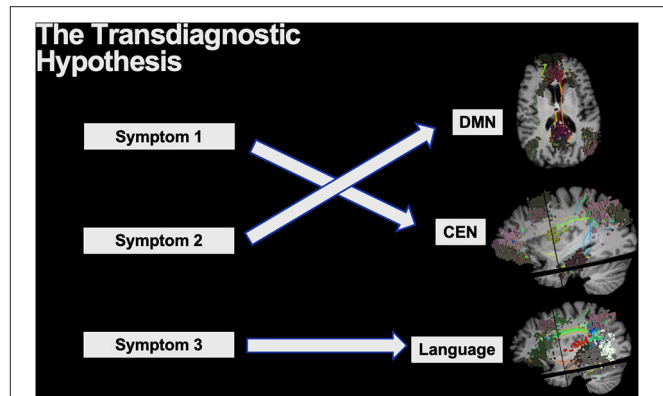 The Transdiagnostic
Hypothesis
Symptom 1
DMN
Symptom 2
CEN
Symptom 3
Language